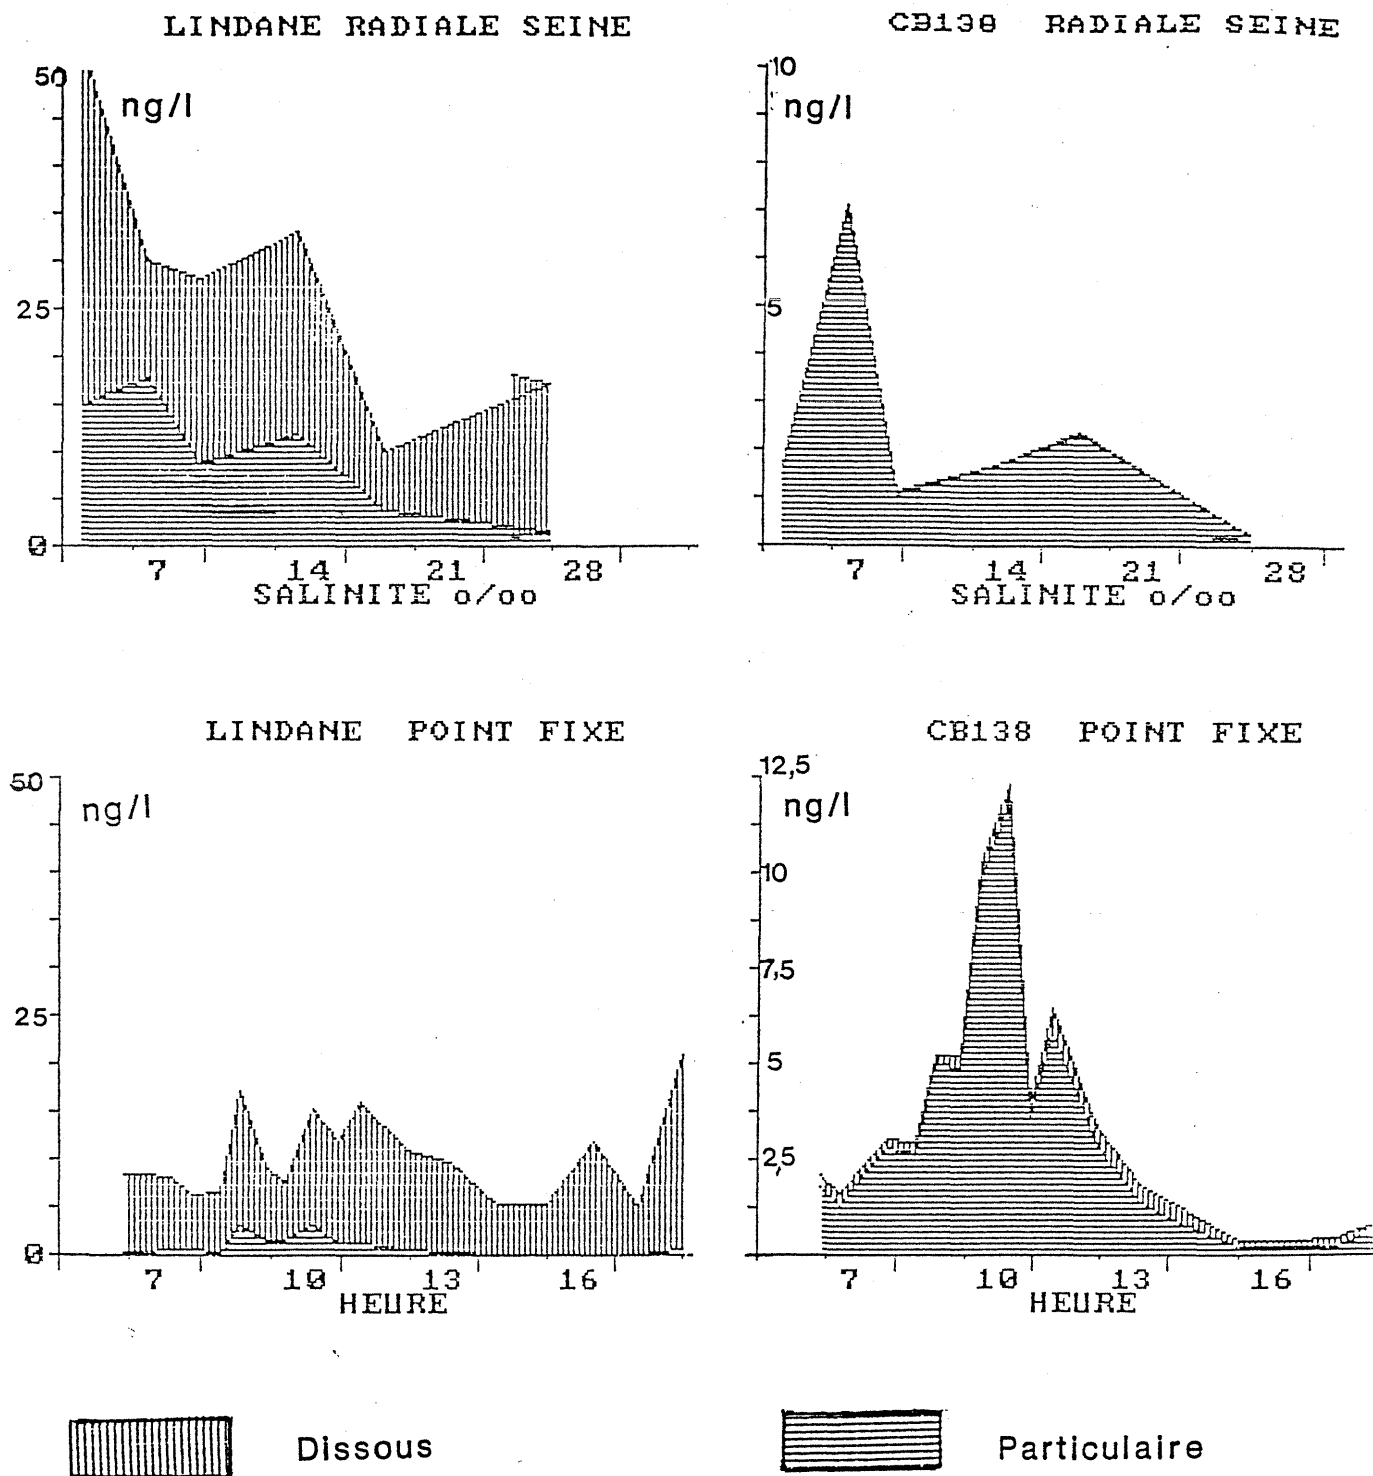 LINDANE RADIALE SEINE
50
ng/l
25
0
7 14 21 28
SALINITE o/oo
CB138 RADIALE SEINE
10
ng/l
5
7 14 21 28
SALINITE o/oo
LINDANE POINT FIXE
50
ng/l
25
0
7 10 13 16
HEURE
CB138 POINT FIXE
12,5
ng/l
10
7,5
5
2,5
7 10 13 16
HEURE
Dissous
Particulaire